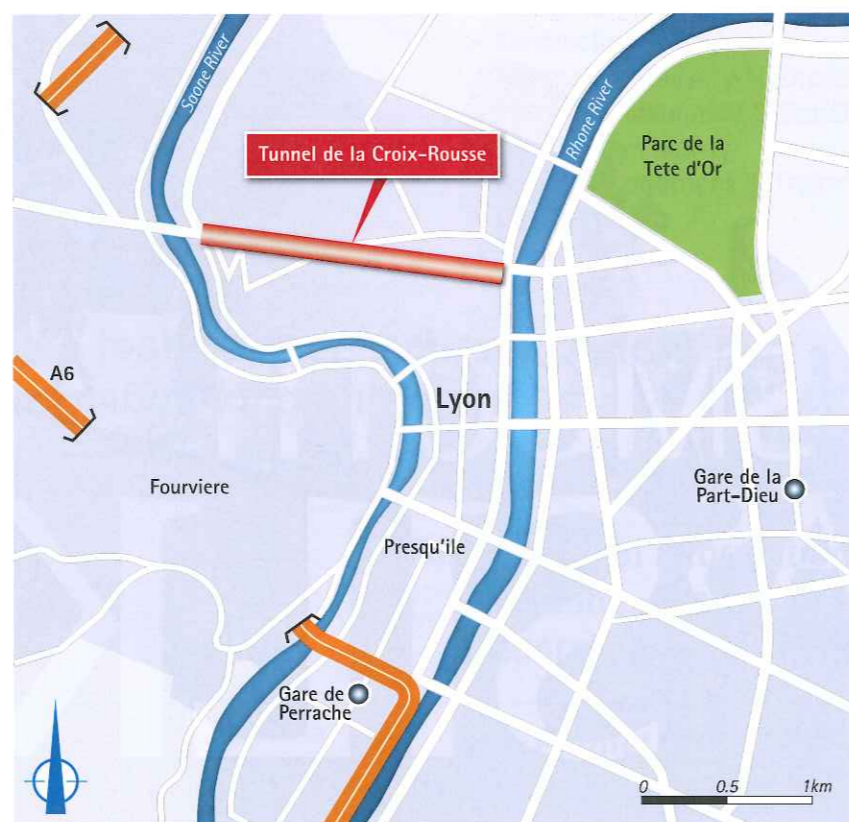 Saone River
Rhone River
Tunnel de la Croix-Rousse
Parc de la
Tete d'Or
A6
Lyon
Fourviere
Gare de la
Part-Dieu
Presqu'ile
Gare de
Perrache
0 0.5 1km